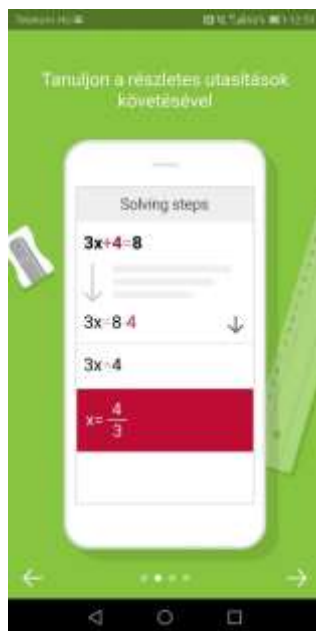 Tanuljon a részletes utasítások
követésével
Solving steps
3x+4=8
3x=8-4
3x=4
x= 4/3